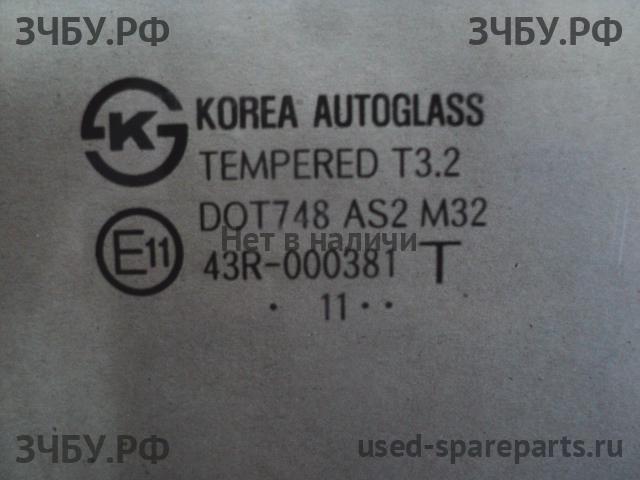 ЗЧБУ.РФ ЗЧБУ.РФ
K KOREA AUTOGLASS
TEMPERED T3.2
DOT748 AS2 M32
Нет в наличи
E11 43R-000381 T
· 11 · ·
ЗЧБУ.РФ used-spareparts.ru